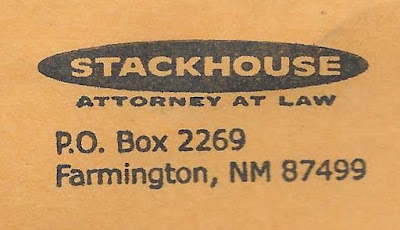 STACKHOUSE
ATTORNEY AT LAW
P.O. Box 2269
Farmington, NM 87499